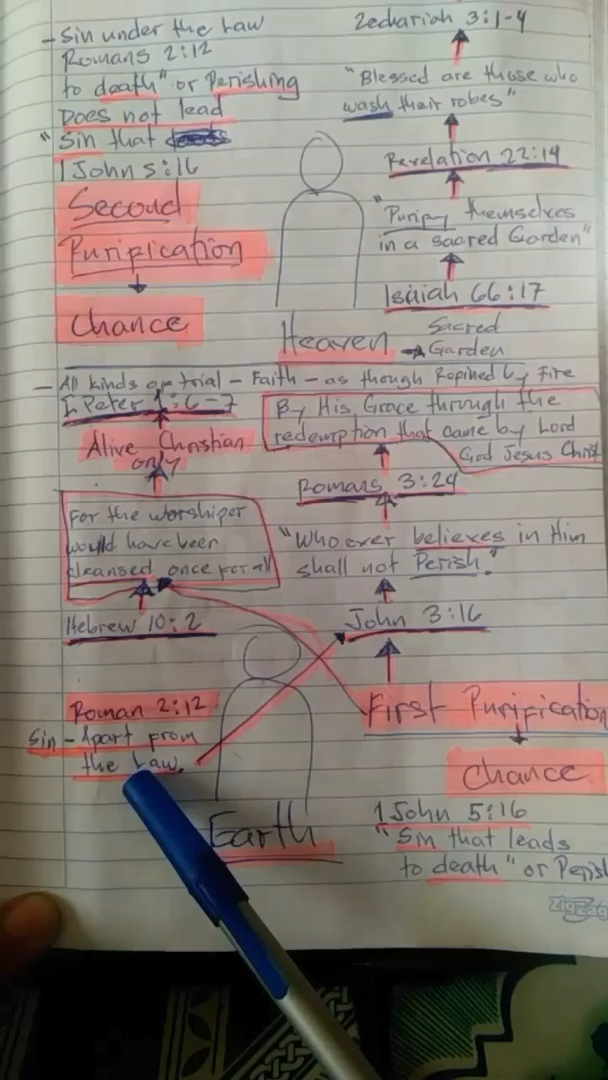 - Sin under the Law
Romans 2:12
to death" or Perishing
Does not lead
"Sin that
1 John 5:16
Second
Purification
Chance
Zechariah 3:1-4
"Blessed are those who
wash their robes"
Revelation 22:14
"Puripy themselves
in a sacred Garden"
Isaiah 66:17
Sacred
Heaven → Garden
- All kinds of trial - Faith - as though Repined by Fire
I Peter 1:6-7
Alive Christian
only
For the worshiper
would have been
cleansed once for all
Hebrew 10:2
By His Grace through the
redemption that came by Lord
God Jesus Christ
Romans 3:24
"Who ever believes in Him
shall not Perish."
John 3:16
Roman 2:12
Sin - Apart from
the Law.
First Purification
Chance
1 John 5:16
"Sin that leads
to death" or
Earth
ZigZag